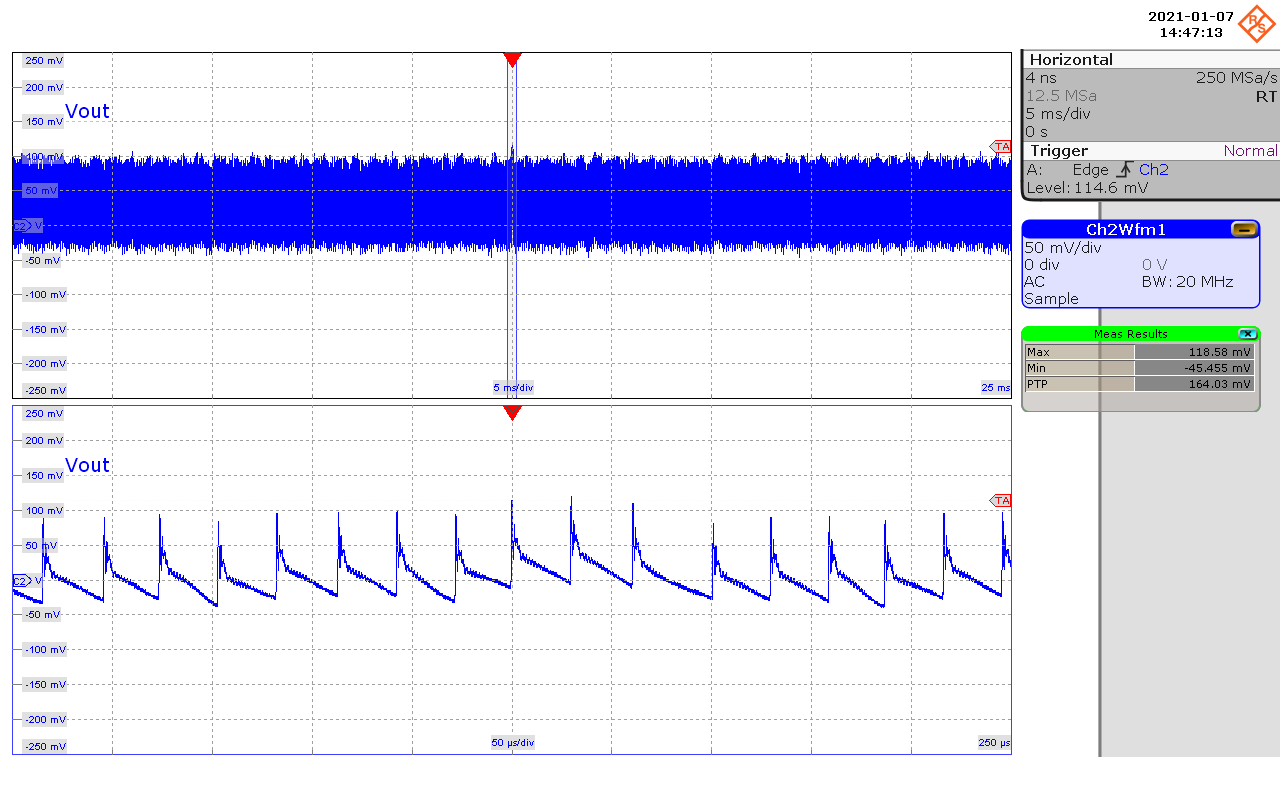 2021-01-07
14:47:13
R S
250 mV
200 mV
Vout
150 mV
100 mV
50 mV
C2 V
-50 mV
-100 mV
-150 mV
-200 mV
-250 mV
5 ms/div
25 ms
TA
250 mV
200 mV
Vout
150 mV
100 mV
50 mV
C2 V
-50 mV
-100 mV
-150 mV
-200 mV
-250 mV
50 µs/div
250 µs
TA
Horizontal
4 ns 250 MSa/s
12.5 MSa RT
5 ms/div
0 s
Trigger Normal
A: Edge Ch2
Level: 114.6 mV
Ch2Wfm1
50 mV/div
0 div 0 V
AC BW: 20 MHz
Sample
Meas Results
Max 118.58 mV
Min -45.455 mV
PTP 164.03 mV